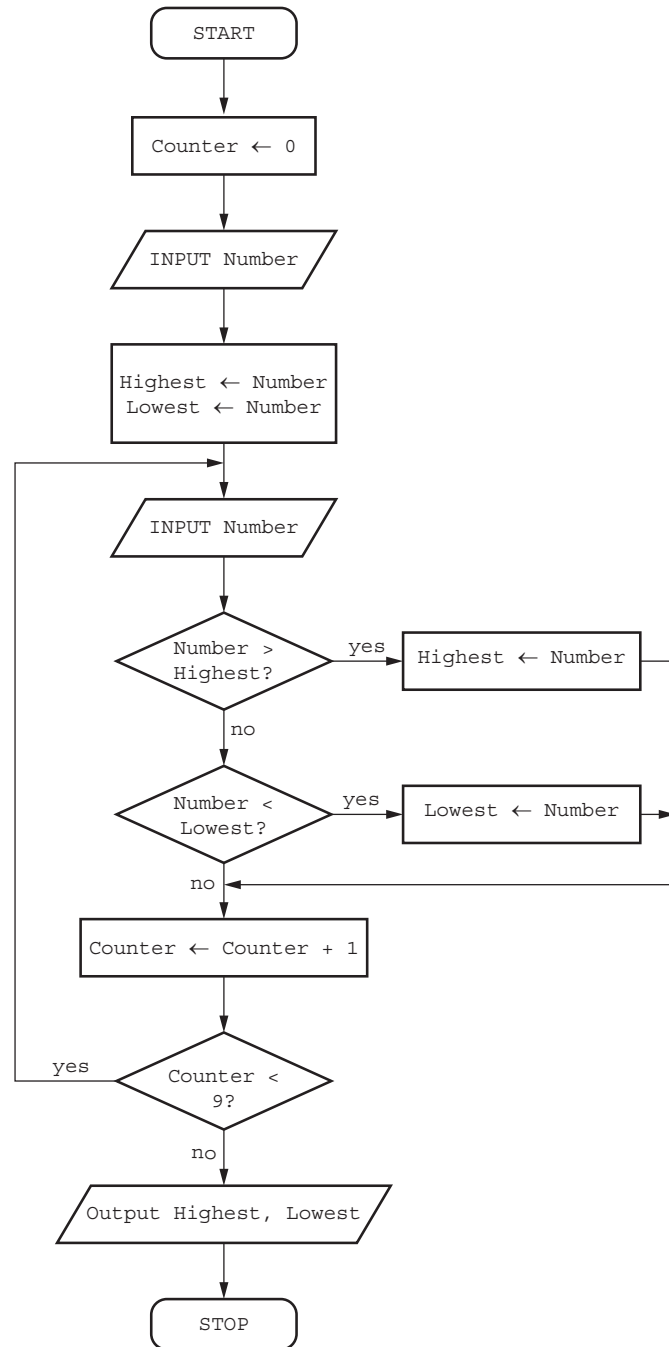 START
Counter ← 0
INPUT Number
Highest ← Number
Lowest ← Number
INPUT Number
Number >
Highest?
yes
Highest ← Number
no
Number <
Lowest?
yes
Lowest ← Number
no
Counter ← Counter + 1
Counter <
9?
yes
no
Output Highest, Lowest
STOP